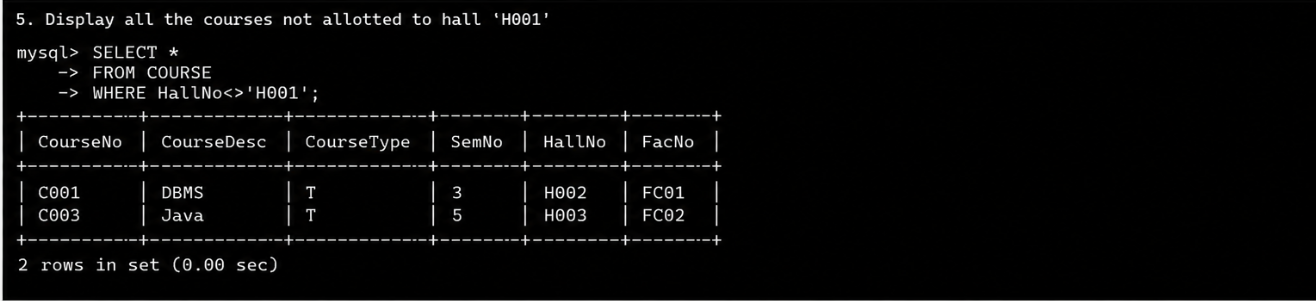 5. Display all the courses not allotted to hall ‘H001’
mysql> SELECT *
    -> FROM COURSE
    -> WHERE HallNo<>'H001';
+----------+------------+------------+-------+--------+-------+
| CourseNo | CourseDesc | CourseType | SemNo | HallNo | FacNo |
+----------+------------+------------+-------+--------+-------+
| C001     | DBMS       | T          | 3     | H002   | FC01  |
| C003     | Java       | T          | 5     | H003   | FC02  |
+----------+------------+------------+-------+--------+-------+
2 rows in set (0.00 sec)